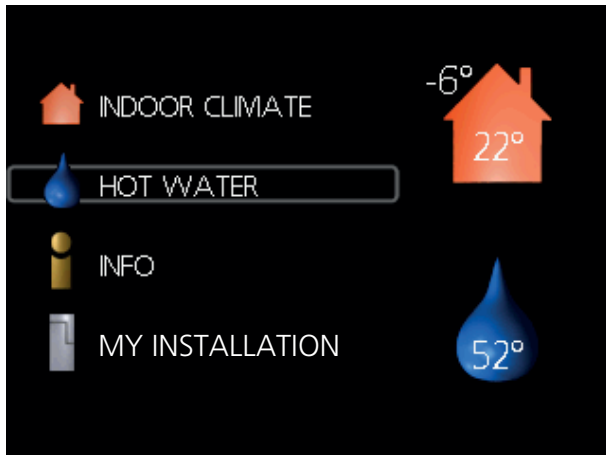 INDOOR CLIMATE
HOT WATER
INFO
MY INSTALLATION
-6°
22°
52°